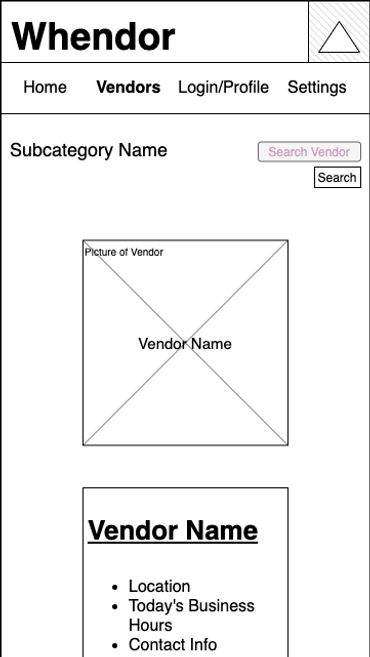 Whendor
Home Vendors Login/Profile Settings
Subcategory Name
Search Vendor
Search
Picture of Vendor
Vendor Name
Vendor Name
Location
Today's Business
Hours
Contact Info